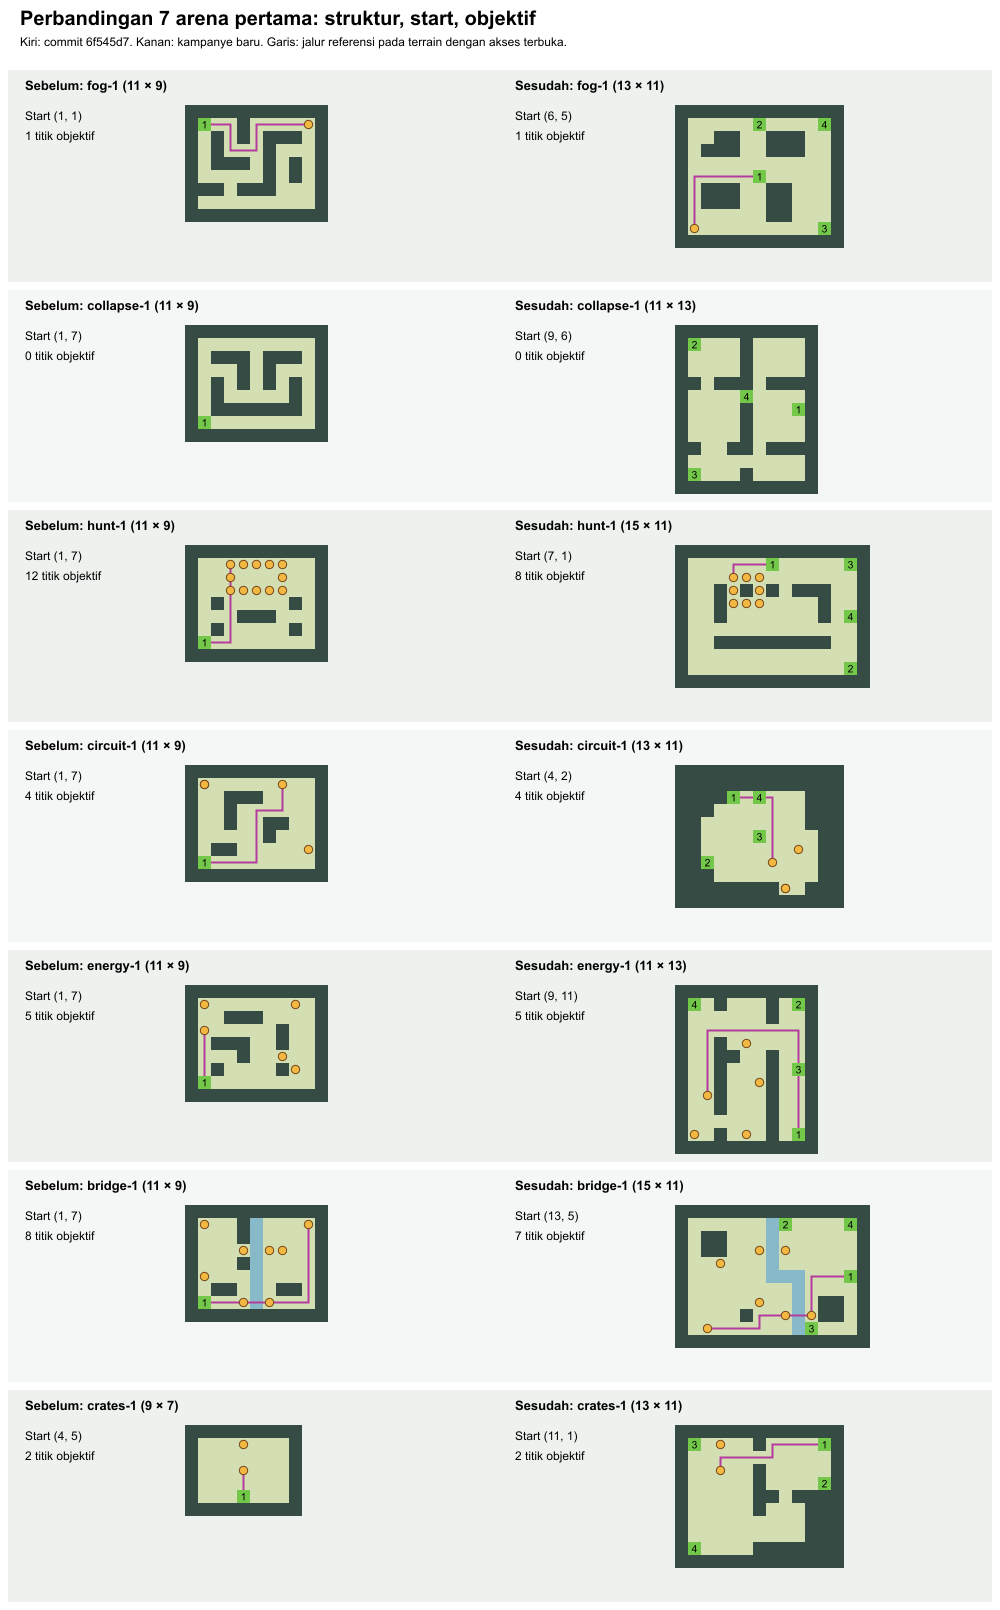 Perbandingan 7 arena pertama: struktur, start, objektif
Kiri: commit 6f545d7. Kanan: kampanye baru. Garis: jalur referensi pada terrain dengan akses terbuka.
Sebelum: fog-1 (11 × 9)
Start (1, 1)
1 titik objektif
1
Sesudah: fog-1 (13 × 11)
Start (6, 5)
1 titik objektif
2 4
1
3
Sebelum: collapse-1 (11 × 9)
Start (1, 7)
0 titik objektif
1
Sesudah: collapse-1 (11 × 13)
Start (9, 6)
0 titik objektif
2
4
1
3
Sebelum: hunt-1 (11 × 9)
Start (1, 7)
12 titik objektif
1
Sesudah: hunt-1 (15 × 11)
Start (7, 1)
8 titik objektif
1 3
4
2
Sebelum: circuit-1 (11 × 9)
Start (1, 7)
4 titik objektif
1
Sesudah: circuit-1 (13 × 11)
Start (4, 2)
4 titik objektif
1 4
3
2
Sebelum: energy-1 (11 × 9)
Start (1, 7)
5 titik objektif
1
Sesudah: energy-1 (11 × 13)
Start (9, 11)
5 titik objektif
4 2
3
1
Sebelum: bridge-1 (11 × 9)
Start (1, 7)
8 titik objektif
1
Sesudah: bridge-1 (15 × 11)
Start (13, 5)
7 titik objektif
2 4
1
3
Sebelum: crates-1 (9 × 7)
Start (4, 5)
2 titik objektif
1
Sesudah: crates-1 (13 × 11)
Start (11, 1)
2 titik objektif
3 1
2
4